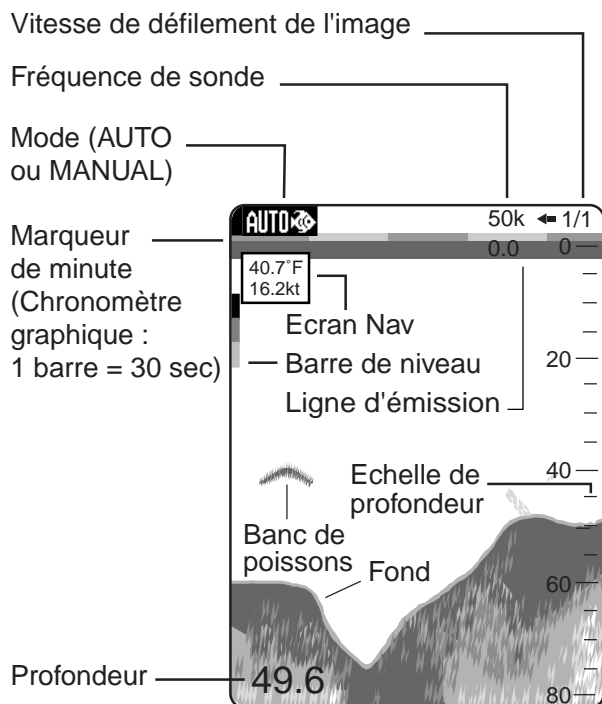 Vitesse de défilement de l'image
Fréquence de sonde
Mode (AUTO
ou MANUAL)
Marqueur
de minute
(Chronomètre
graphique :
1 barre = 30 sec)
AUTO
50k
1/1
0.0
0
40.7°F
16.2kt
Ecran Nav
Barre de niveau
20
Ligne d'émission
40
Echelle de
profondeur
Banc de
poissons
Fond
60
Profondeur
49.6
80